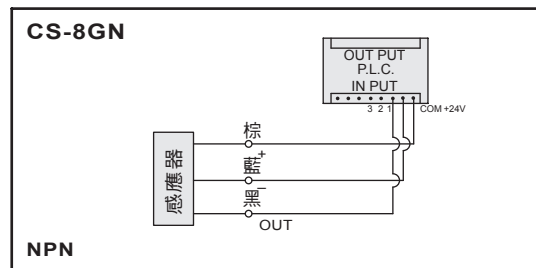 CS-8GN
OUT PUT
P.L.C.
IN PUT
3 2 1 COM +24V
棕
+
藍
−
黑
OUT
感應器
NPN